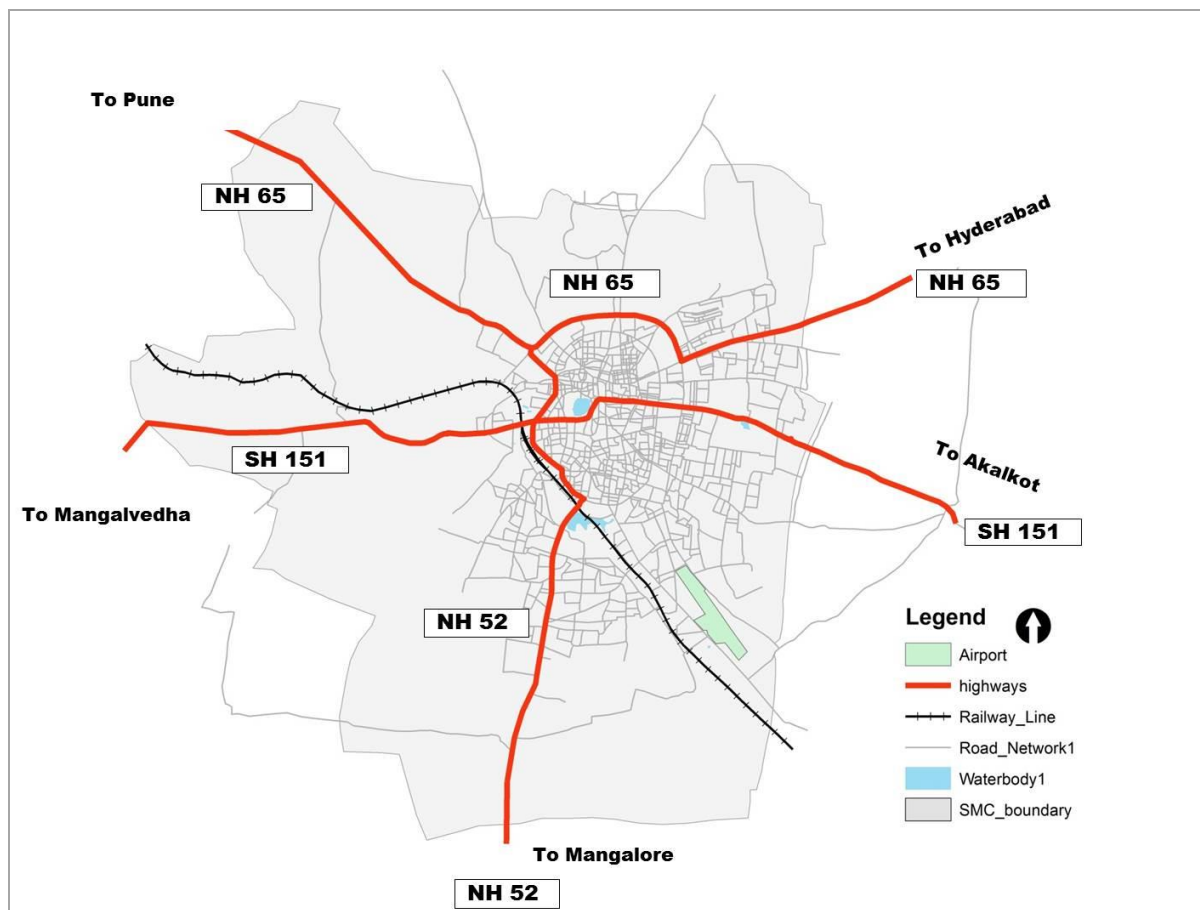 To Pune
NH 65
To Hyderabad
NH 65
NH 65
SH 151
To Akalkot
To Mangalvedha
SH 151
NH 52
Legend
Airport
highways
Railway_Line
Road_Network1
Waterbody1
SMC_boundary
To Mangalore
NH 52